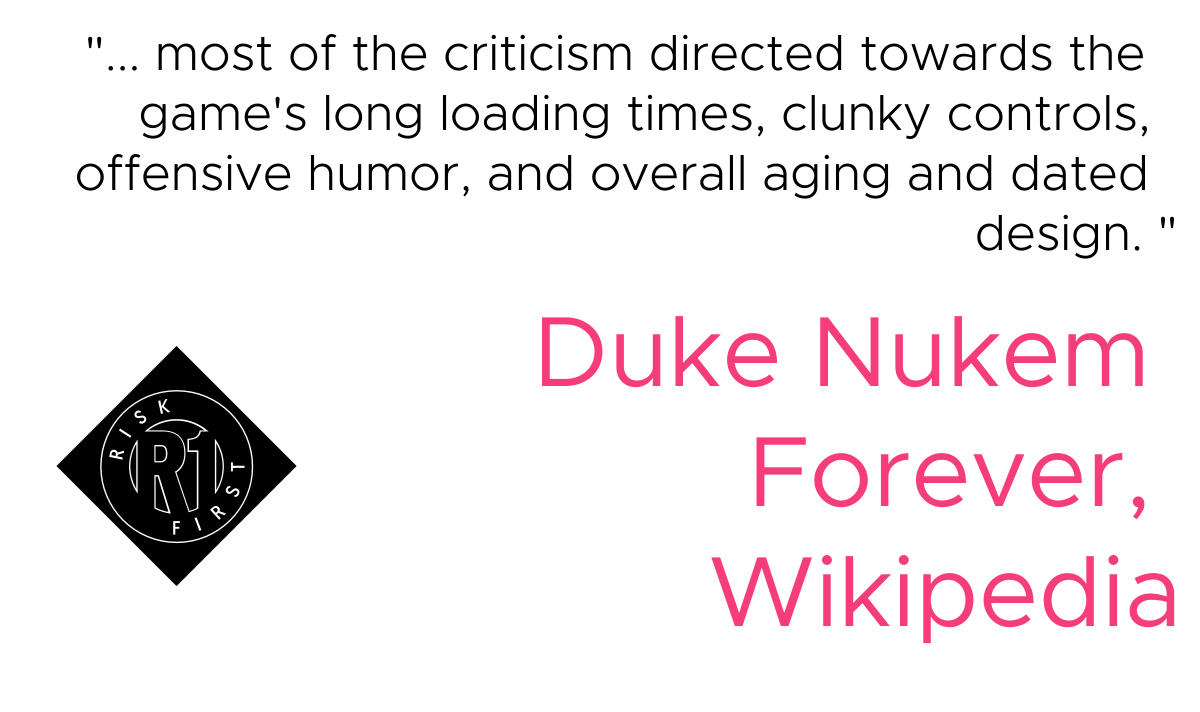 "... most of the criticism directed towards the
game's long loading times, clunky controls,
offensive humor, and overall aging and dated
design. "
Duke Nukem
Forever,
Wikipedia
RISK
R1
FIRST